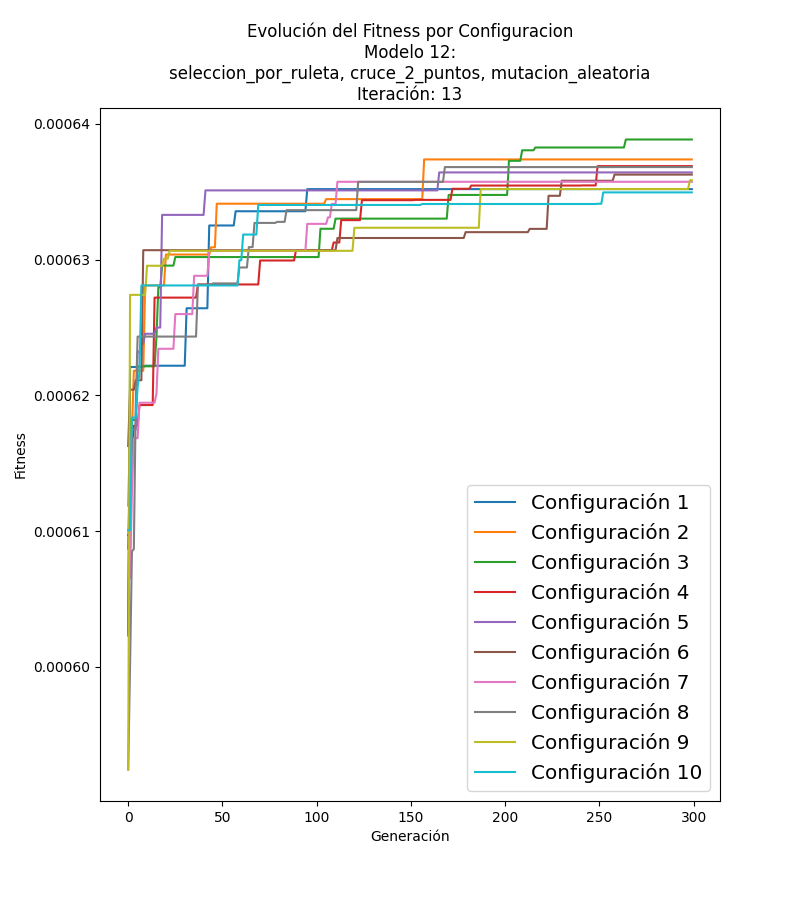 Evolución del Fitness por Configuracion
Modelo 12:
seleccion_por_ruleta, cruce_2_puntos, mutacion_aleatoria
Iteración: 13
Fitness
0.00064
0.00063
0.00062
0.00061
0.00060
Configuración 1
Configuración 2
Configuración 3
Configuración 4
Configuración 5
Configuración 6
Configuración 7
Configuración 8
Configuración 9
Configuración 10
0 50 100 150 200 250 300
Generación